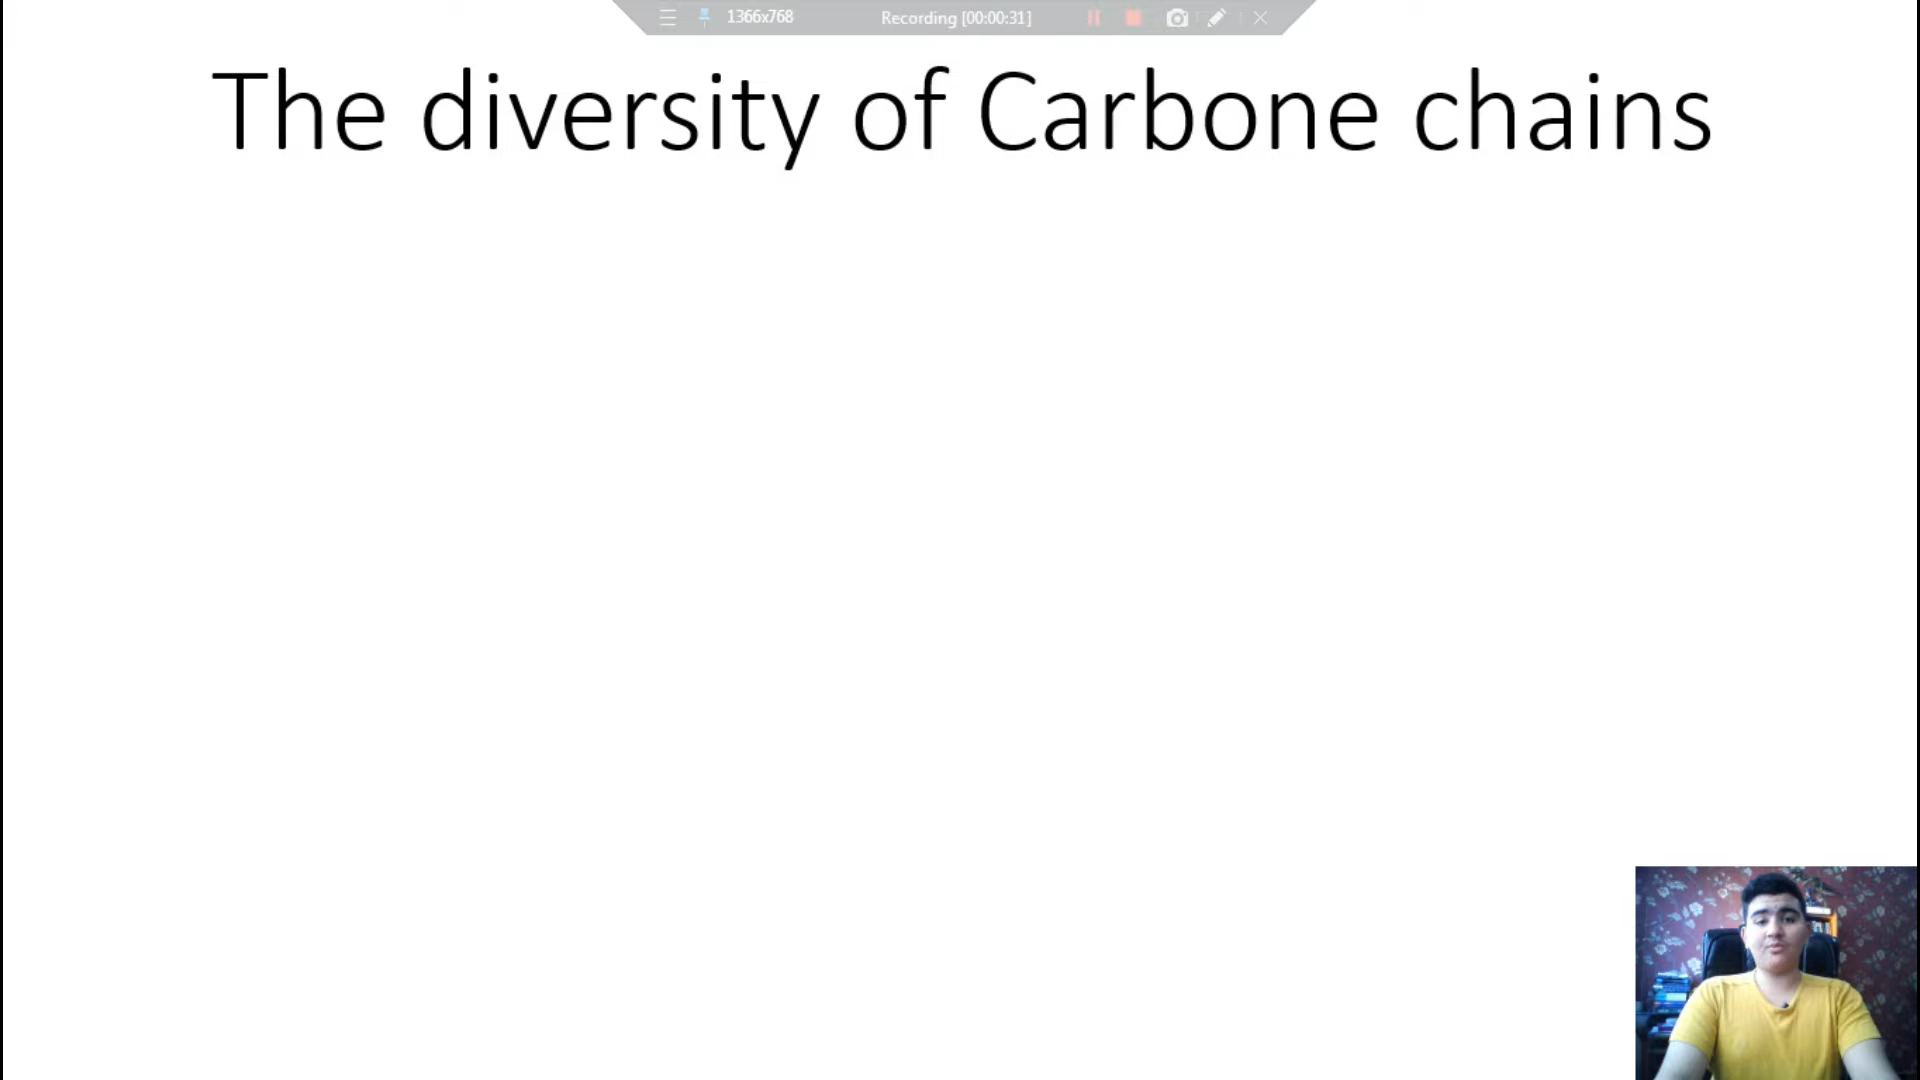 1366x768 Recording [00:00:31]
The diversity of Carbone chains